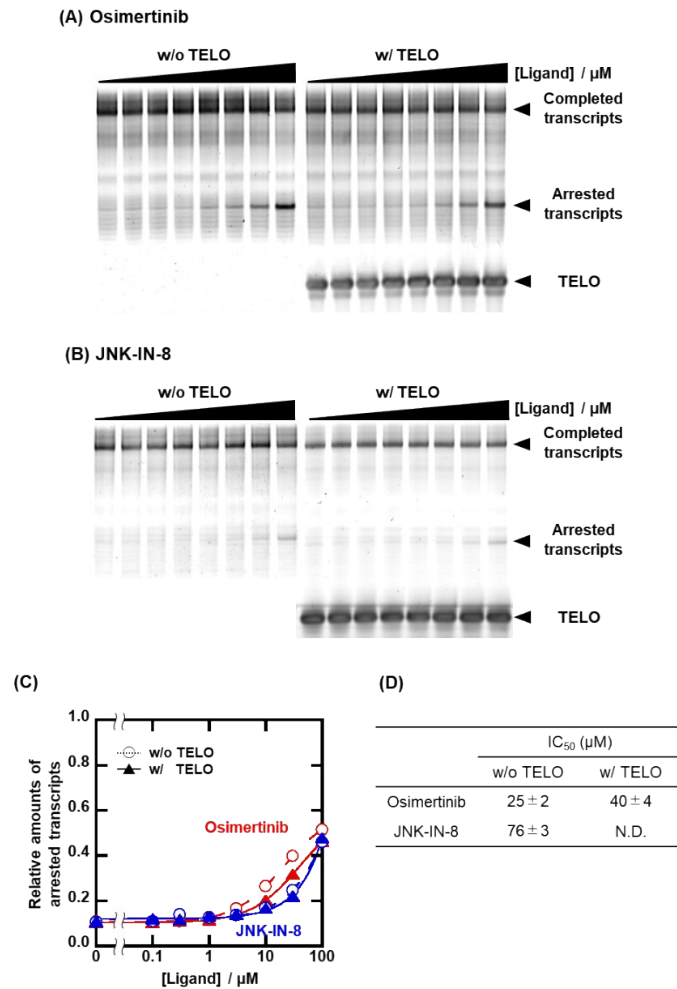 (A) Osimertinib
w/o TELO
w/ TELO
[Ligand] / µM
Completed
transcripts
Arrested
transcripts
TELO
(B) JNK-IN-8
w/o TELO
w/ TELO
[Ligand] / µM
Completed
transcripts
Arrested
transcripts
TELO
(C)
Relative amounts of
arrested transcripts
1.0
0.8
0.6
0.4
0.2
0.0
w/o TELO
w/ TELO
Osimertinib
JNK-IN-8
0 0.1 1 10 100
[Ligand] / µM
(D)
IC50 (µM)
w/o TELO w/ TELO
Osimertinib 25±2 40±4
JNK-IN-8 76±3 N.D.